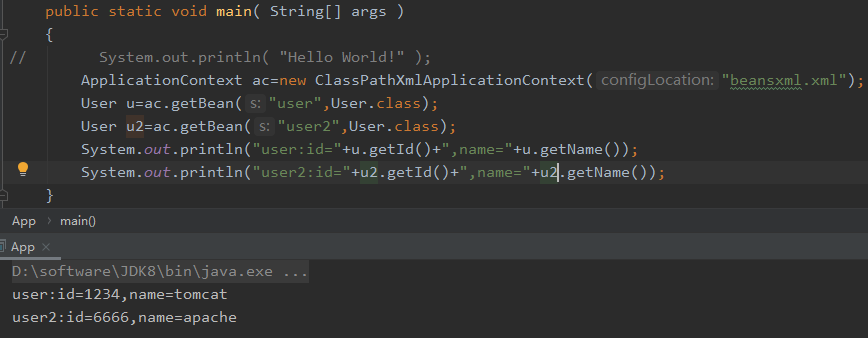 public static void main( String[] args )
{
// System.out.println( "Hello World!" );
ApplicationContext ac=new ClassPathXmlApplicationContext( configLocation: "beansxml.xml");
User u=ac.getBean( s: "user",User.class);
User u2=ac.getBean( s: "user2",User.class);
System.out.println("user:id="+u.getId()+",name="+u.getName());
System.out.println("user2:id="+u2.getId()+",name="+u2.getName());
}
App › main()
App ×
D:\software\JDK8\bin\java.exe ...
user:id=1234,name=tomcat
user2:id=6666,name=apache